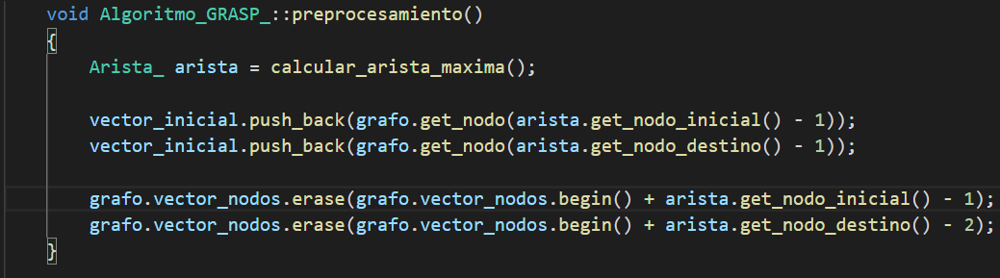 void Algoritmo_GRASP_::preprocesamiento()
{
Arista_ arista = calcular_arista_maxima();
vector_inicial.push_back(grafo.get_nodo(arista.get_nodo_inicial() - 1));
vector_inicial.push_back(grafo.get_nodo(arista.get_nodo_destino() - 1));
grafo.vector_nodos.erase(grafo.vector_nodos.begin() + arista.get_nodo_inicial() - 1);
grafo.vector_nodos.erase(grafo.vector_nodos.begin() + arista.get_nodo_destino() - 2);
}